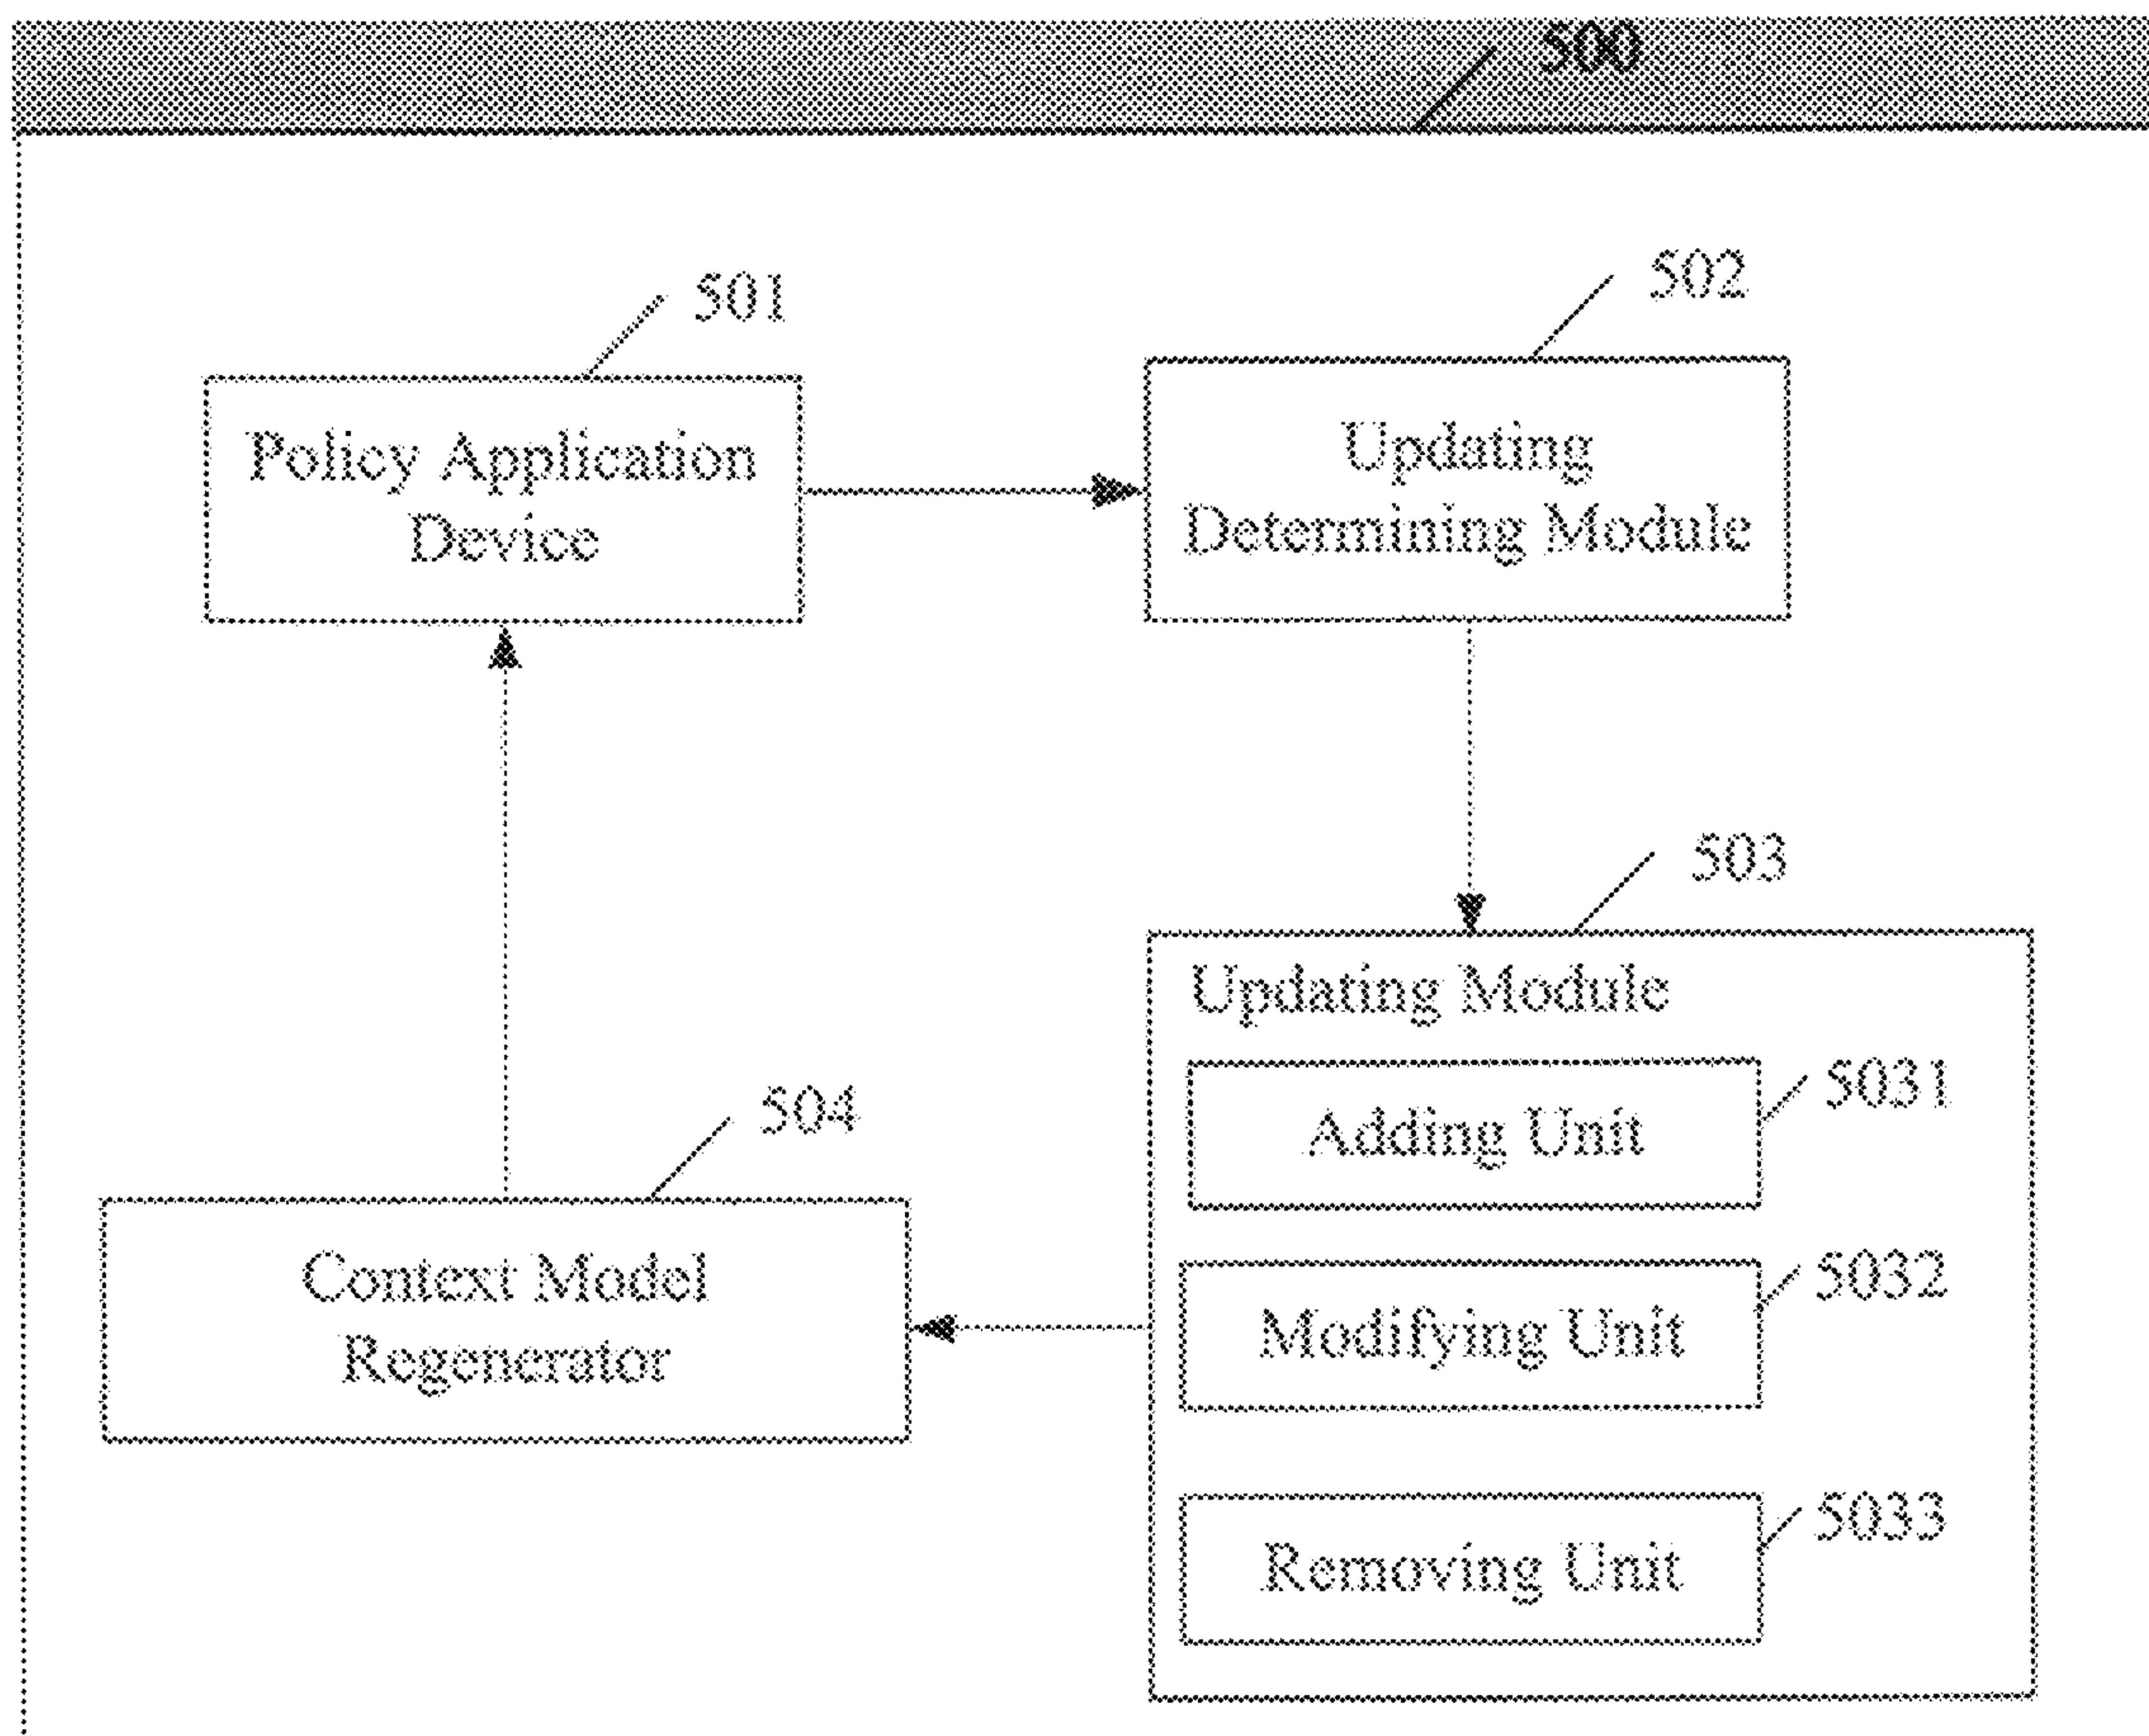 500
501
502
Policy Application
Device
Updating
Determining Module
503
Updating Module
5031
Adding Unit
504
Context Model
Regenerator
5032
Modifying Unit
5033
Removing Unit